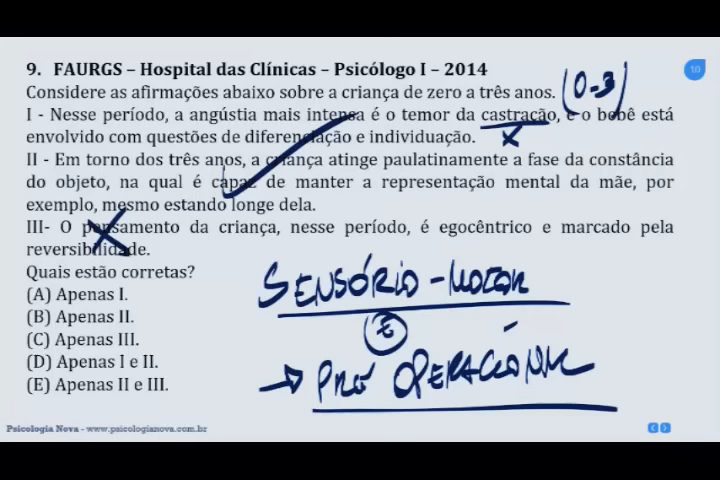 9. FAURGS – Hospital das Clínicas – Psicólogo I – 2014
10
Considere as afirmações abaixo sobre a criança de zero a três anos. (0-3)
I - Nesse período, a angústia mais intensa é o temor da castração, e o bebê está
envolvido com questões de diferenciação e individuação.
II - Em torno dos três anos, a criança atinge paulatinamente a fase da constância
do objeto, na qual é capaz de manter a representação mental da mãe, por
exemplo, mesmo estando longe dela.
III- O pensamento da criança, nesse período, é egocêntrico e marcado pela
reversibilidade.
Quais estão corretas?
(A) Apenas I.
(B) Apenas II.
(C) Apenas III.
(D) Apenas I e II.
(E) Apenas II e III.
SENSÓRIO-MOTOR
E
PRÉ OPERACIONAL
Psicologia Nova - www.psicologianova.com.br